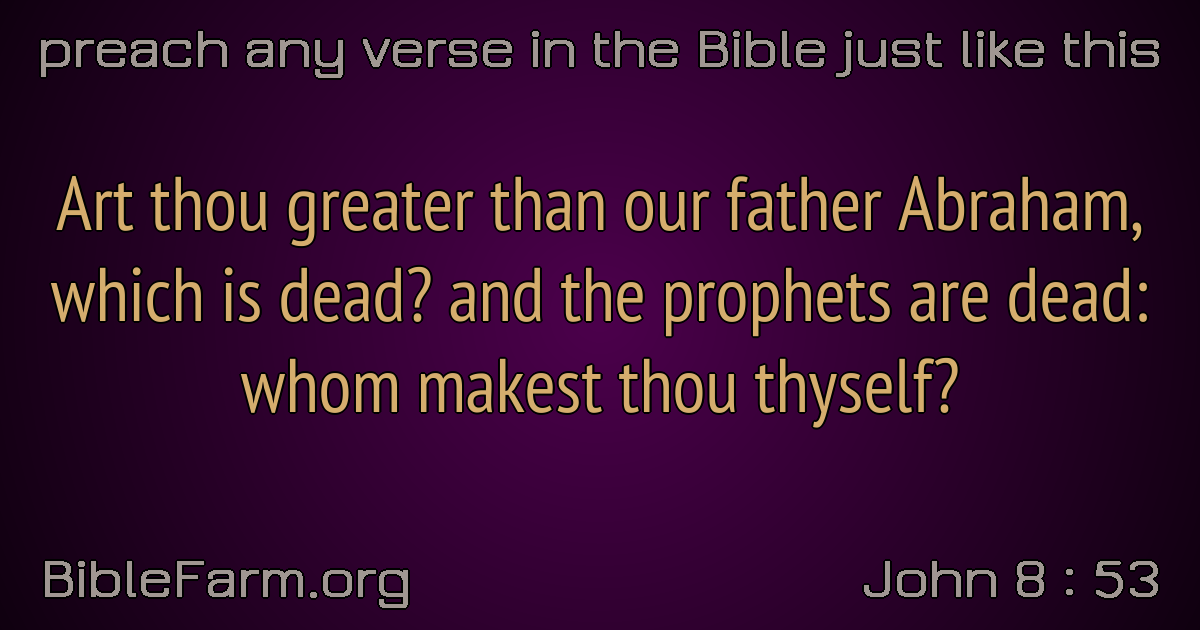 preach any verse in the Bible just like this
Art thou greater than our father Abraham,
which is dead? and the prophets are dead:
whom makest thou thyself?
BibleFarm.org
John 8 : 53